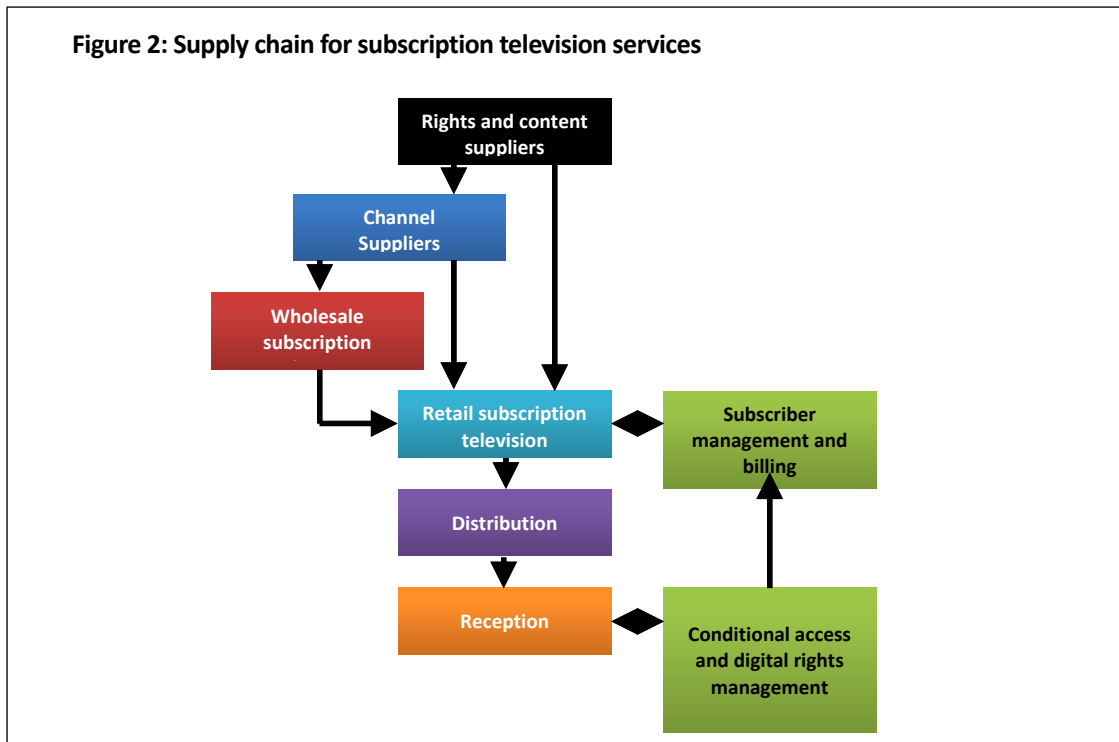 Figure 2: Supply chain for subscription television services
Rights and content
suppliers
Channel
Suppliers
Wholesale
subscription
Retail subscription
television
Subscriber
management and
billing
Distribution
Reception
Conditional access
and digital rights
management